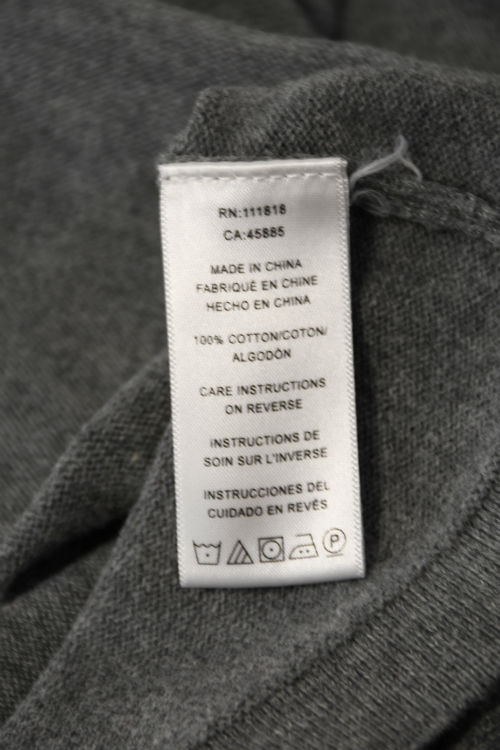 RN:111818
CA:45885
MADE IN CHINA
FABRIQUÉ EN CHINE
HECHO EN CHINA
100% COTTON/COTON/
ALGODÓN
CARE INSTRUCTIONS
ON REVERSE
INSTRUCTIONS DE
SOIN SUR L'INVERSE
INSTRUCCIONES DEL
CUIDADO EN REVÉS
P